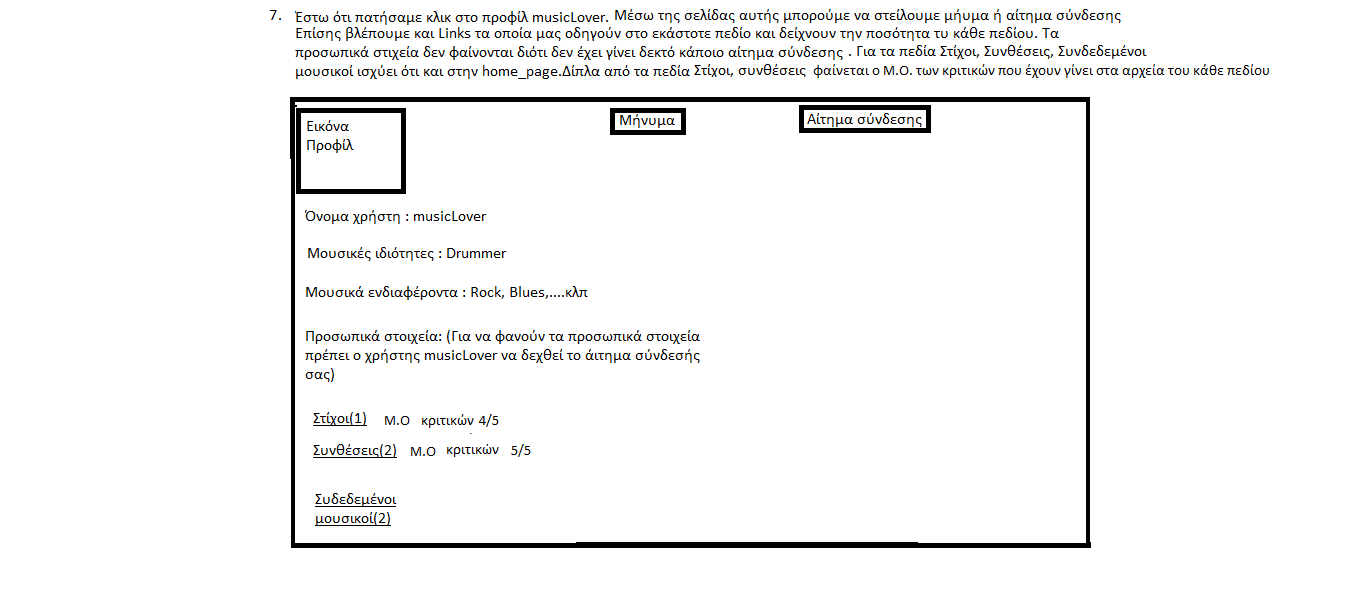 7. Έστω ότι πατήσαμε κλικ στο προφίλ musicLover. Μέσω της σελίδας αυτής μπορούμε να στείλουμε μήυμα ή αίτημα σύνδεσης
Επίσης βλέπουμε και Links τα οποία μας οδηγούν στο εκάστοτε πεδίο και δείχνουν την ποσότητα τυ κάθε πεδίου. Τα
προσωπικά στιχεία δεν φαίνονται διότι δεν έχει γίνει δεκτό κάποιο αίτημα σύνδεσης . Για τα πεδία Στίχοι, Συνθέσεις, Συνδεδεμένοι
μουσικοί ισχύει ότι και στην home_page.Δίπλα από τα πεδία Στίχοι, συνθέσεις φαίνεται ο Μ.Ο. των κριτικών που έχουν γίνει στα αρχεία του κάθε πεδίου
Εικόνα
Προφίλ
Μήνυμα
Αίτημα σύνδεσης
Όνομα χρήστη : musicLover
Μουσικές ιδιότητες : Drummer
Μουσικά ενδιαφέροντα : Rock, Blues,....κλπ
Προσωπικά στοιχεία: (Για να φανούν τα προσωπικά στοιχεία
πρέπει ο χρήστης musicLover να δεχθεί το άιτημα σύνδεσής
σας)
Στίχοι(1) Μ.Ο κριτικών 4/5
Συνθέσεις(2) Μ.Ο κριτικών 5/5
Συδεδεμένοι
μουσικοί(2)